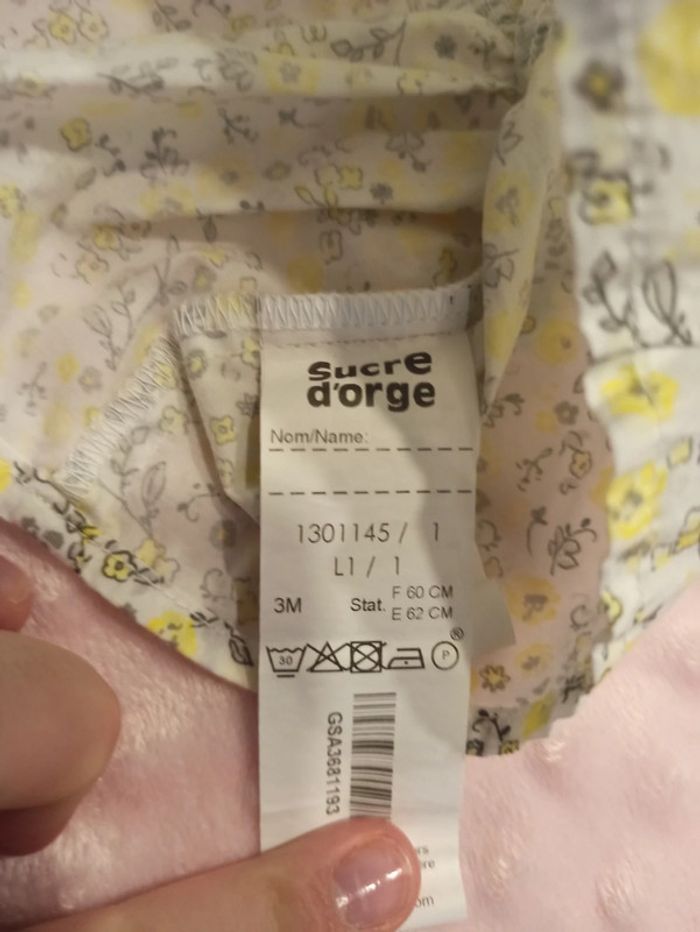 sucre
d'orge
Nom/Name:
1301145 / 1
L1 / 1
3M Stat. F 60 CM
E 62 CM
30 P ®
GSA3681193